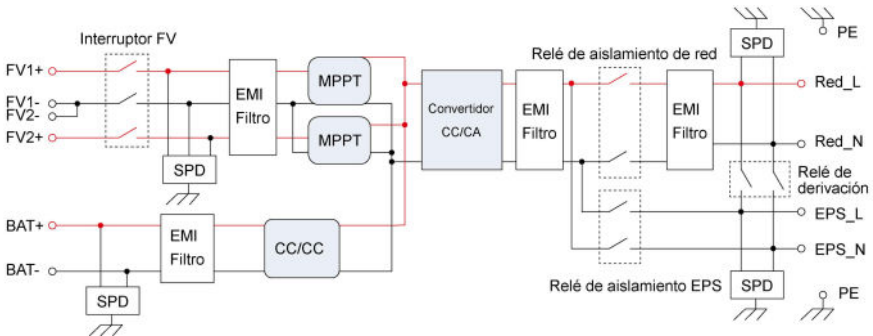 Interruptor FV
FV1+
FV1-
FV2-
FV2+
SPD
EMI
Filtro
MPPT
MPPT
BAT+
BAT-
SPD
EMI
Filtro
CC/CC
Convertidor
CC/CA
EMI
Filtro
Relé de aislamiento de red
EMI
Filtro
SPD
PE
Red_L
Red_N
Relé de
derivación
EPS_L
EPS_N
Relé de aislamiento EPS
SPD
PE